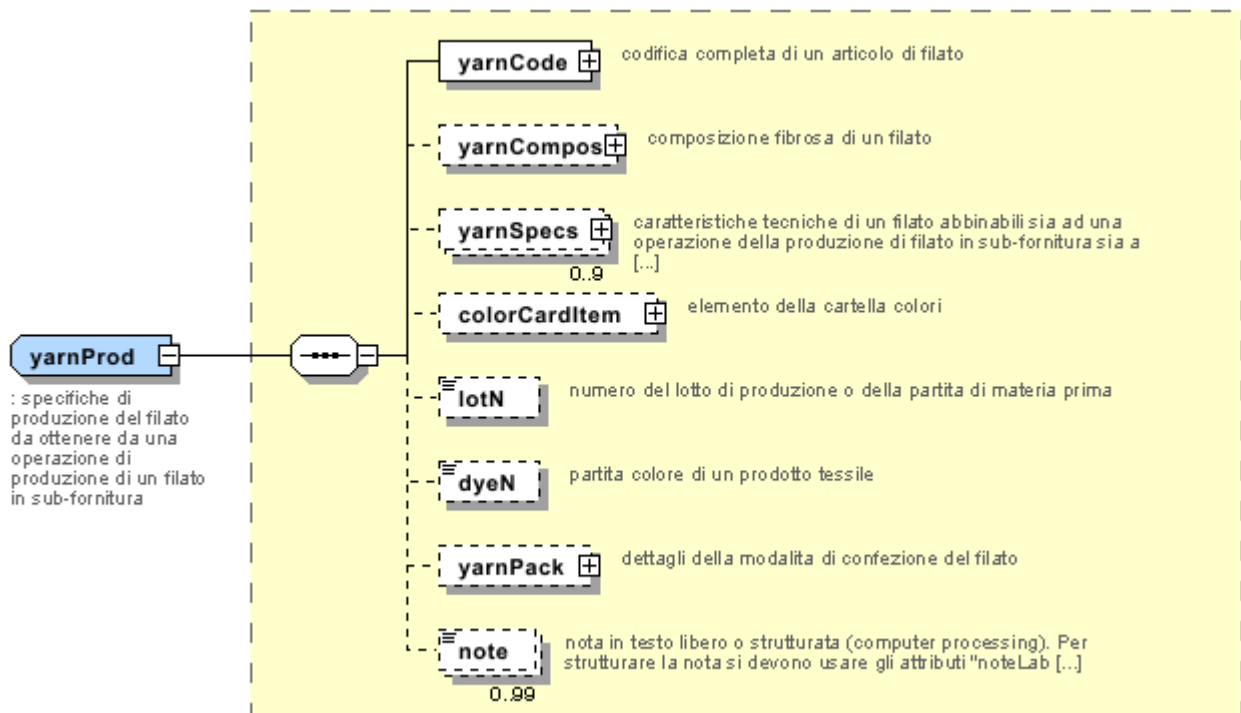 yarnCode
codifica completa di un articolo di filato
yarnCompos
composizione fibrosa di un filato
yarnSpecs
caratteristiche tecniche di un filato abbinabili sia ad una
operazione della produzione di filato in sub-fornitura sia a
[...]
0..9
colorCardItem
elemento della cartella colori
yarnProd
: specifiche di
produzione del filato
da ottenere da una
operazione di
produzione di un filato
in sub-fornitura
lotN
numero del lotto di produzione o della partita di materia prima
dyeN
partita colore di un prodotto tessile
yarnPack
dettagli della modalita di confezione del filato
note
nota in testo libero o strutturata (computer processing). Per
strutturare la nota si devono usare gli attributi "noteLab [...]
0..99